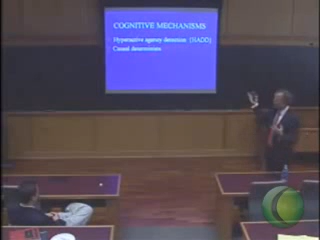 COGNITIVE MECHANISMS
Hyperactive agency detection (HADD)
Causal determinism